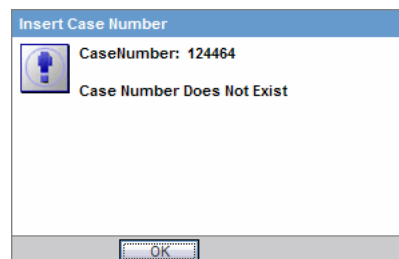 Insert Case Number
CaseNumber: 124464
Case Number Does Not Exist
OK